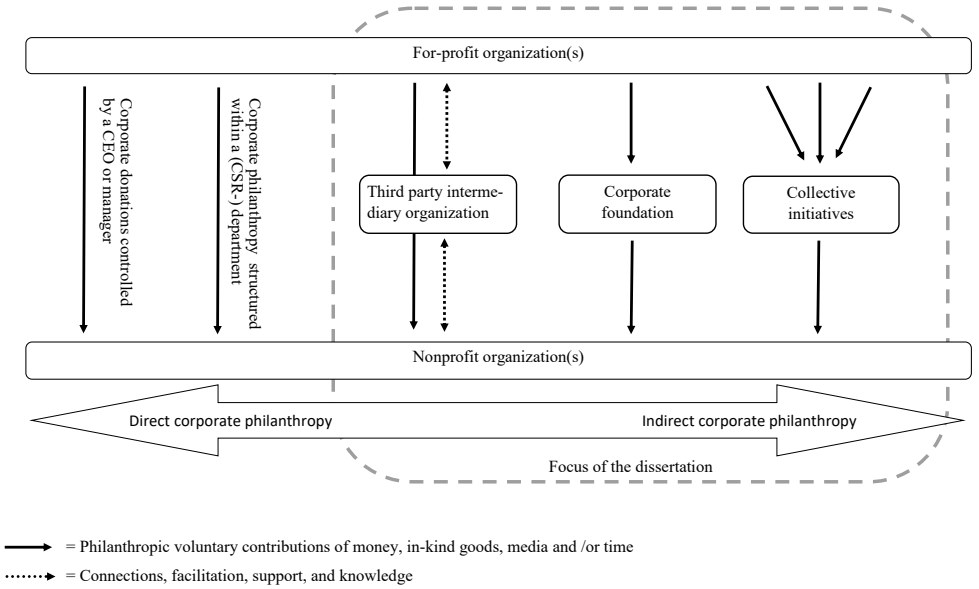 For-profit organization(s)
Corporate donations controlled
by a CEO or manager
Corporate philanthropy structured
within a (CSR-) department
Third party interme-
diary organization
Corporate
foundation
Collective
initiatives
Nonprofit organization(s)
Direct corporate philanthropy
Indirect corporate philanthropy
Focus of the dissertation
= Philanthropic voluntary contributions of money, in-kind goods, media and /or time
= Connections, facilitation, support, and knowledge